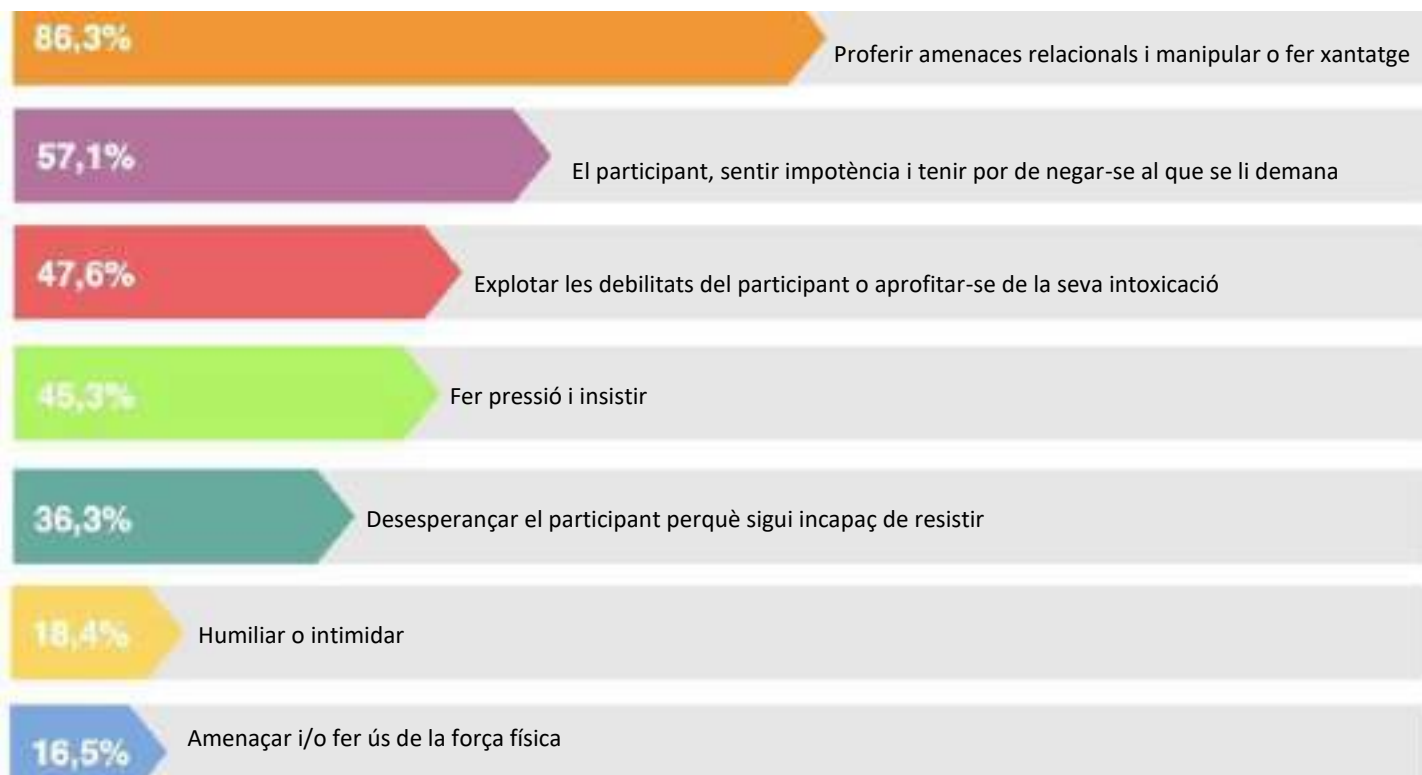 86,3%
Proferir amenaces relacionals i manipular o fer xantatge
57,1%
El participant, sentir impotència i tenir por de negar-se al que se li demana
47,6%
Explotar les debilitats del participant o aprofitar-se de la seva intoxicació
45,3%
Fer pressió i insistir
36,3%
Desesperançar el participant perquè sigui incapaç de resistir
18,4%
Humiliar o intimidar
16,5%
Amenaçar i/o fer ús de la força física